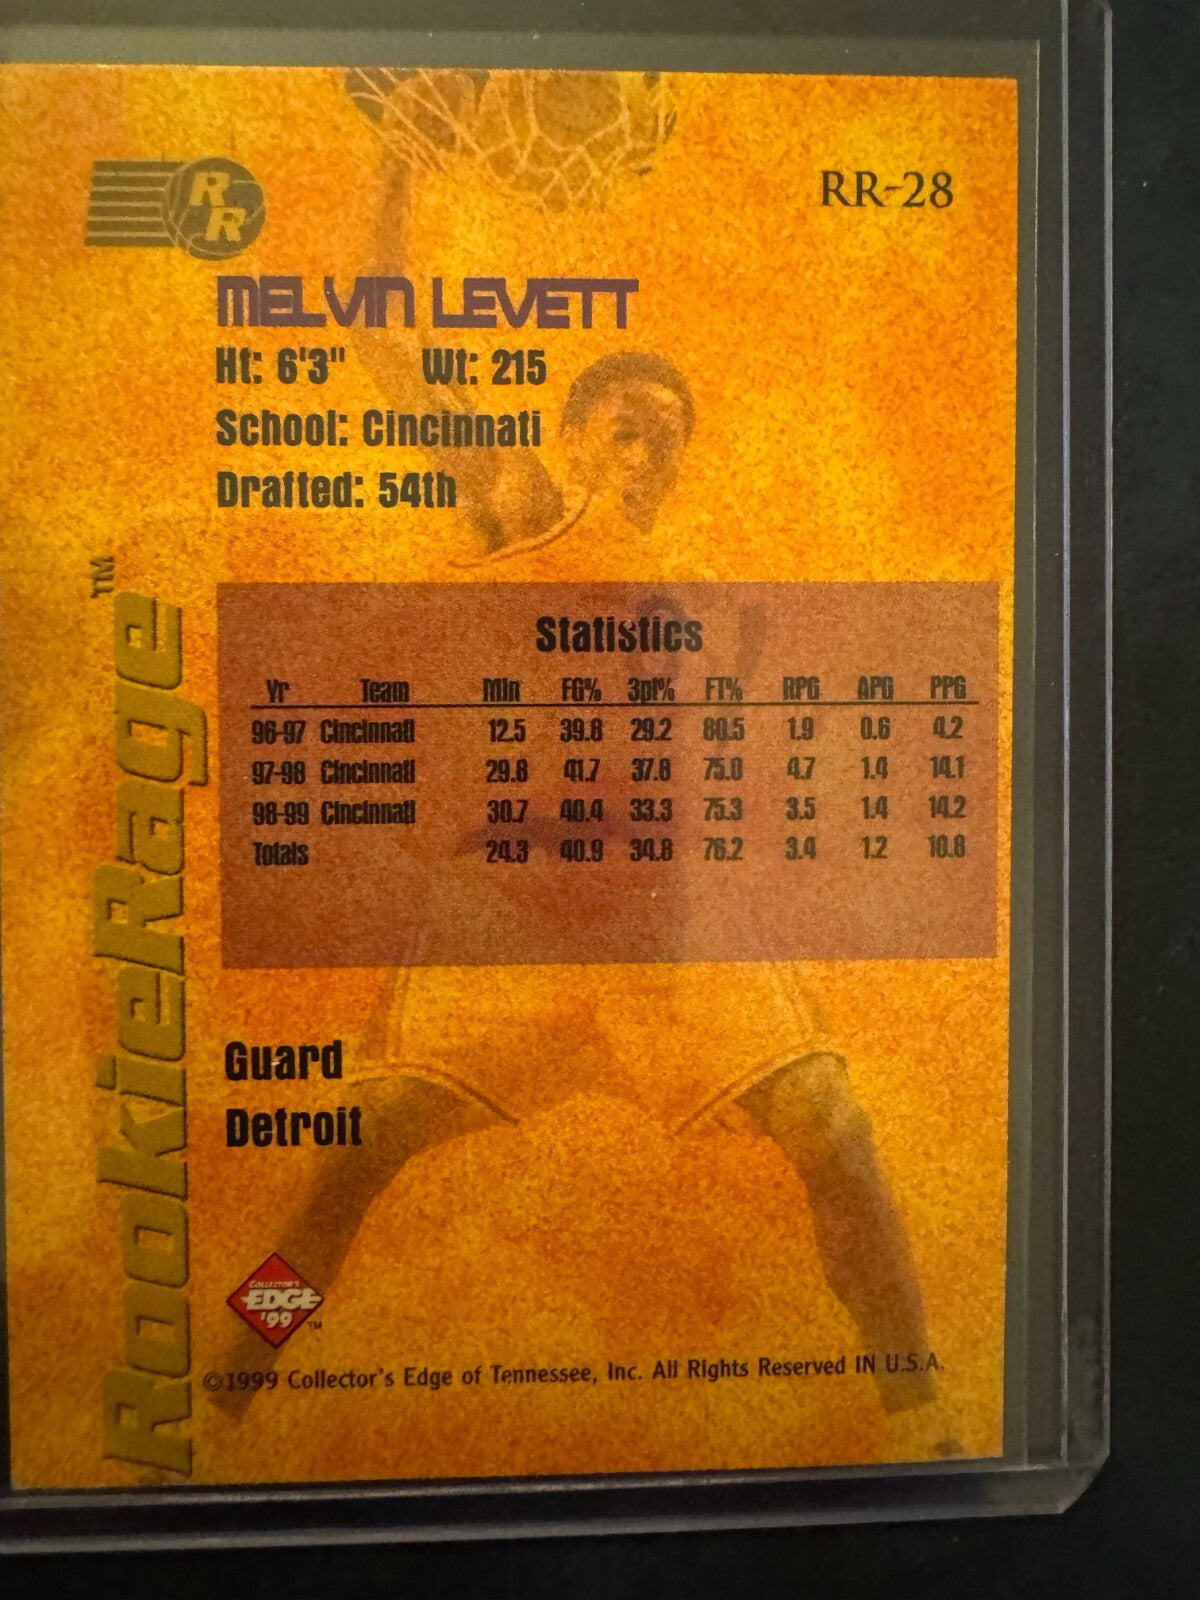 RR
RR-28
MELVIN LEVETT
Ht: 6'3" Wt: 215
School: Cincinnati
Drafted: 54th
RookieRage™
Statistics
Yr Team Min FG% 3pt% FT% RPG APG PPG
96-97 Cincinnati 12.5 39.8 29.2 80.5 1.9 0.6 4.2
97-98 Cincinnati 29.8 41.7 37.8 75.0 4.7 1.4 14.1
98-99 Cincinnati 30.7 40.4 33.3 75.3 3.5 1.4 14.2
Totals 24.3 40.9 34.8 76.2 3.4 1.2 10.8
Guard
Detroit
COLLECTOR'S
EDGE
'99 TM
©1999 Collector's Edge of Tennessee, Inc. All Rights Reserved IN U.S.A.